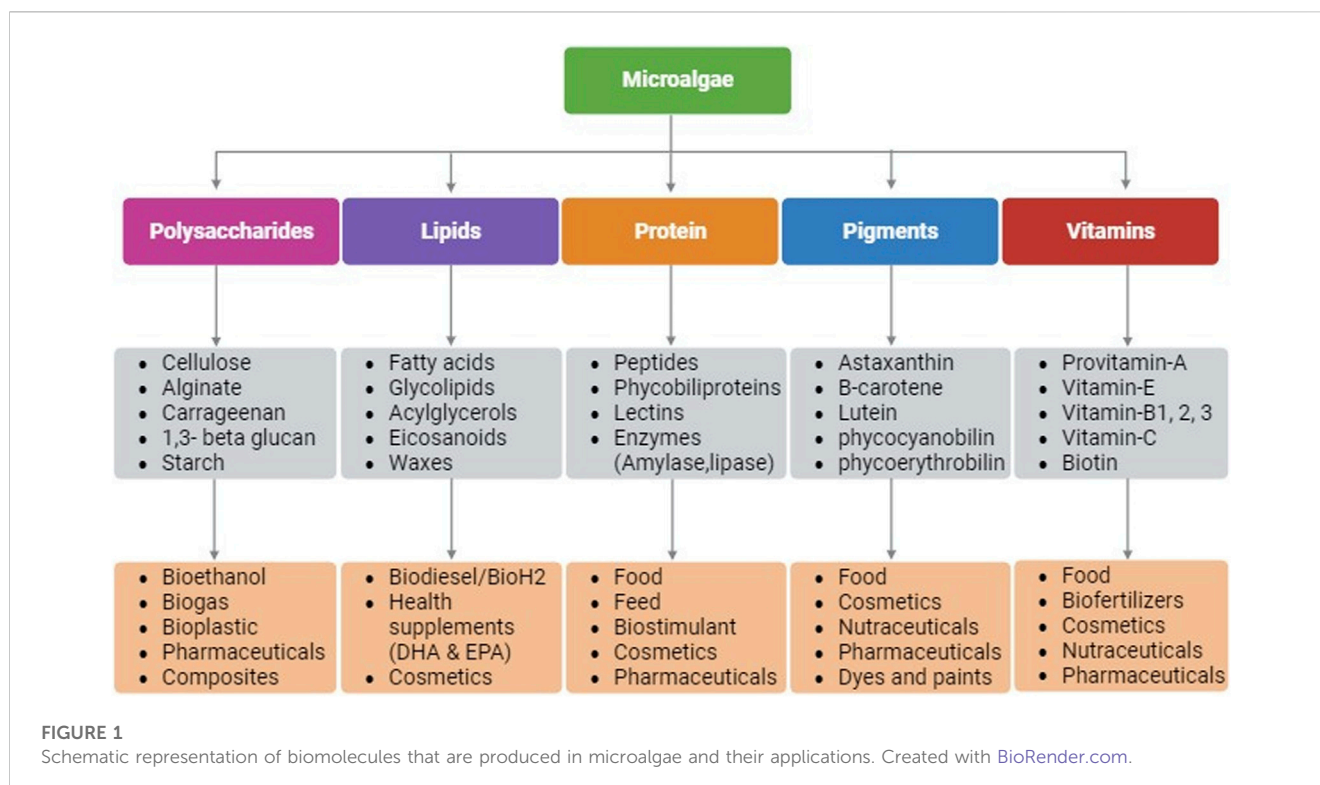 Microalgae
Polysaccharides
Lipids
Protein
Pigments
Vitamins
• Cellulose
• Alginate
• Carrageenan
• 1,3- beta glucan
• Starch
• Fatty acids
• Glycolipids
• Acylglycerols
• Eicosanoids
• Waxes
• Peptides
• Phycobiliproteins
• Lectins
• Enzymes
(Amylase,lipase)
• Astaxanthin
• B-carotene
• Lutein
• phycocyanobilin
• phycoerythrobilin
• Provitamin-A
• Vitamin-E
• Vitamin-B1, 2, 3
• Vitamin-C
• Biotin
• Bioethanol
• Biogas
• Bioplastic
• Pharmaceuticals
• Composites
• Biodiesel/BioH2
• Health
supplements
(DHA & EPA)
• Cosmetics
• Food
• Feed
• Biostimulant
• Cosmetics
• Pharmaceuticals
• Food
• Cosmetics
• Nutraceuticals
• Pharmaceuticals
• Dyes and paints
• Food
• Biofertilizers
• Cosmetics
• Nutraceuticals
• Pharmaceuticals
FIGURE 1
Schematic representation of biomolecules that are produced in microalgae and their applications. Created with BioRender.com.